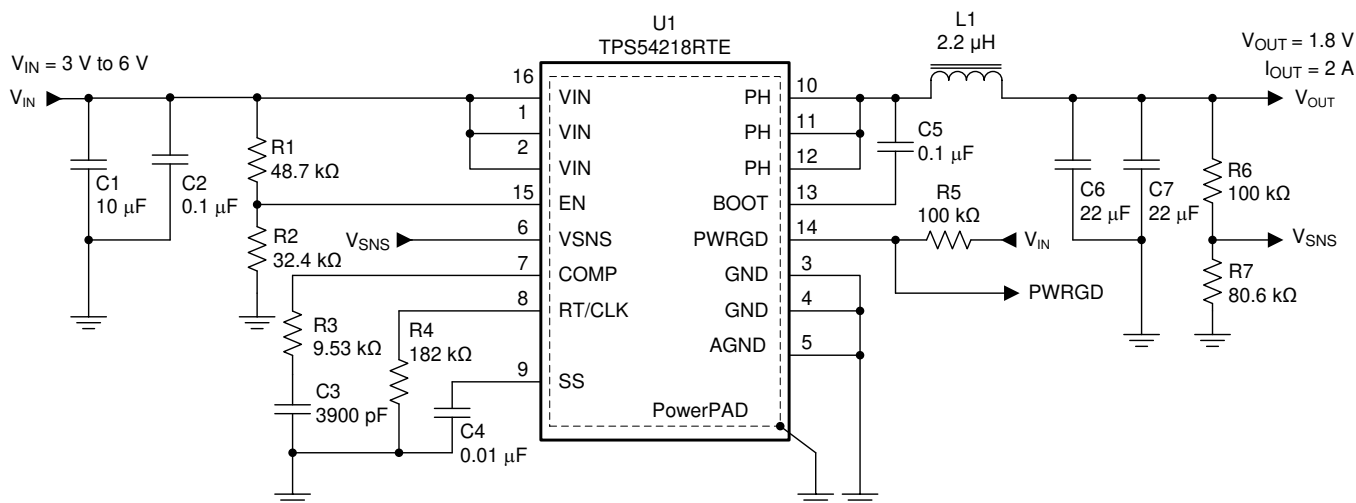 U1
TPS54218RTE
L1
2.2 µH
V_IN = 3 V to 6 V
V_IN
V_OUT = 1.8 V
I_OUT = 2 A
V_OUT
16
VIN
1
VIN
2
VIN
15
EN
6
VSNS
7
COMP
8
RT/CLK
9
SS
PH
10
PH
11
PH
12
BOOT
13
PWRGD
14
GND
3
GND
4
AGND
5
PowerPAD
C1
10 µF
C2
0.1 µF
R1
48.7 kΩ
R2
32.4 kΩ
V_SNS
R3
9.53 kΩ
C3
3900 pF
R4
182 kΩ
C4
0.01 µF
C5
0.1 µF
R5
100 kΩ
V_IN
PWRGD
C6
22 µF
C7
22 µF
R6
100 kΩ
V_SNS
R7
80.6 kΩ